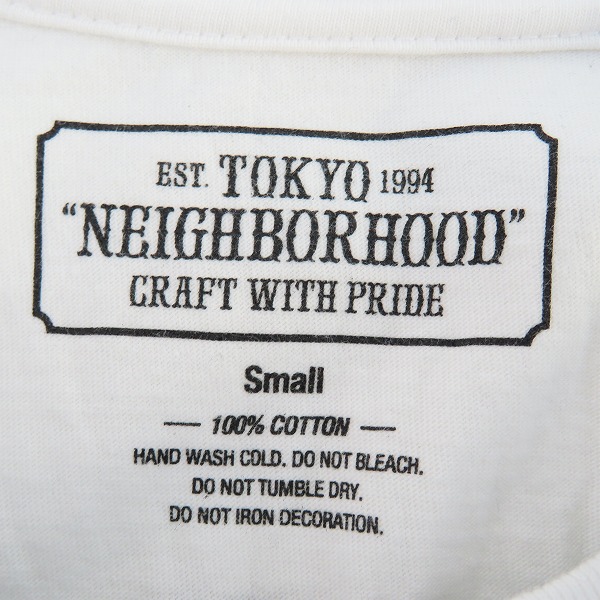 EST. TOKYO 1994
"NEIGHBORHOOD"
CRAFT WITH PRIDE
Small
— 100% COTTON —
HAND WASH COLD. DO NOT BLEACH.
DO NOT TUMBLE DRY.
DO NOT IRON DECORATION.